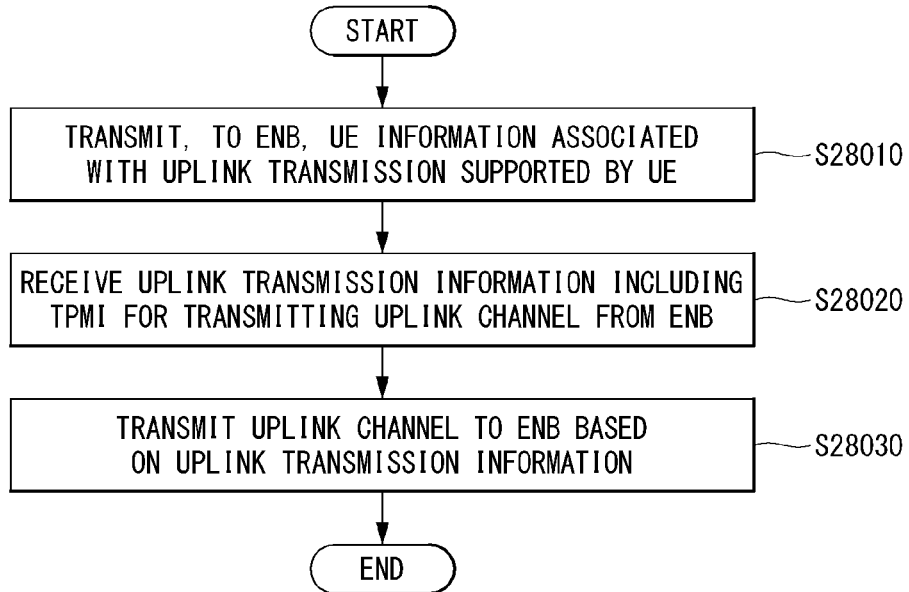 START
TRANSMIT, TO ENB, UE INFORMATION ASSOCIATED
WITH UPLINK TRANSMISSION SUPPORTED BY UE
S28010
RECEIVE UPLINK TRANSMISSION INFORMATION INCLUDING
TPMI FOR TRANSMITTING UPLINK CHANNEL FROM ENB
S28020
TRANSMIT UPLINK CHANNEL TO ENB BASED
ON UPLINK TRANSMISSION INFORMATION
S28030
END